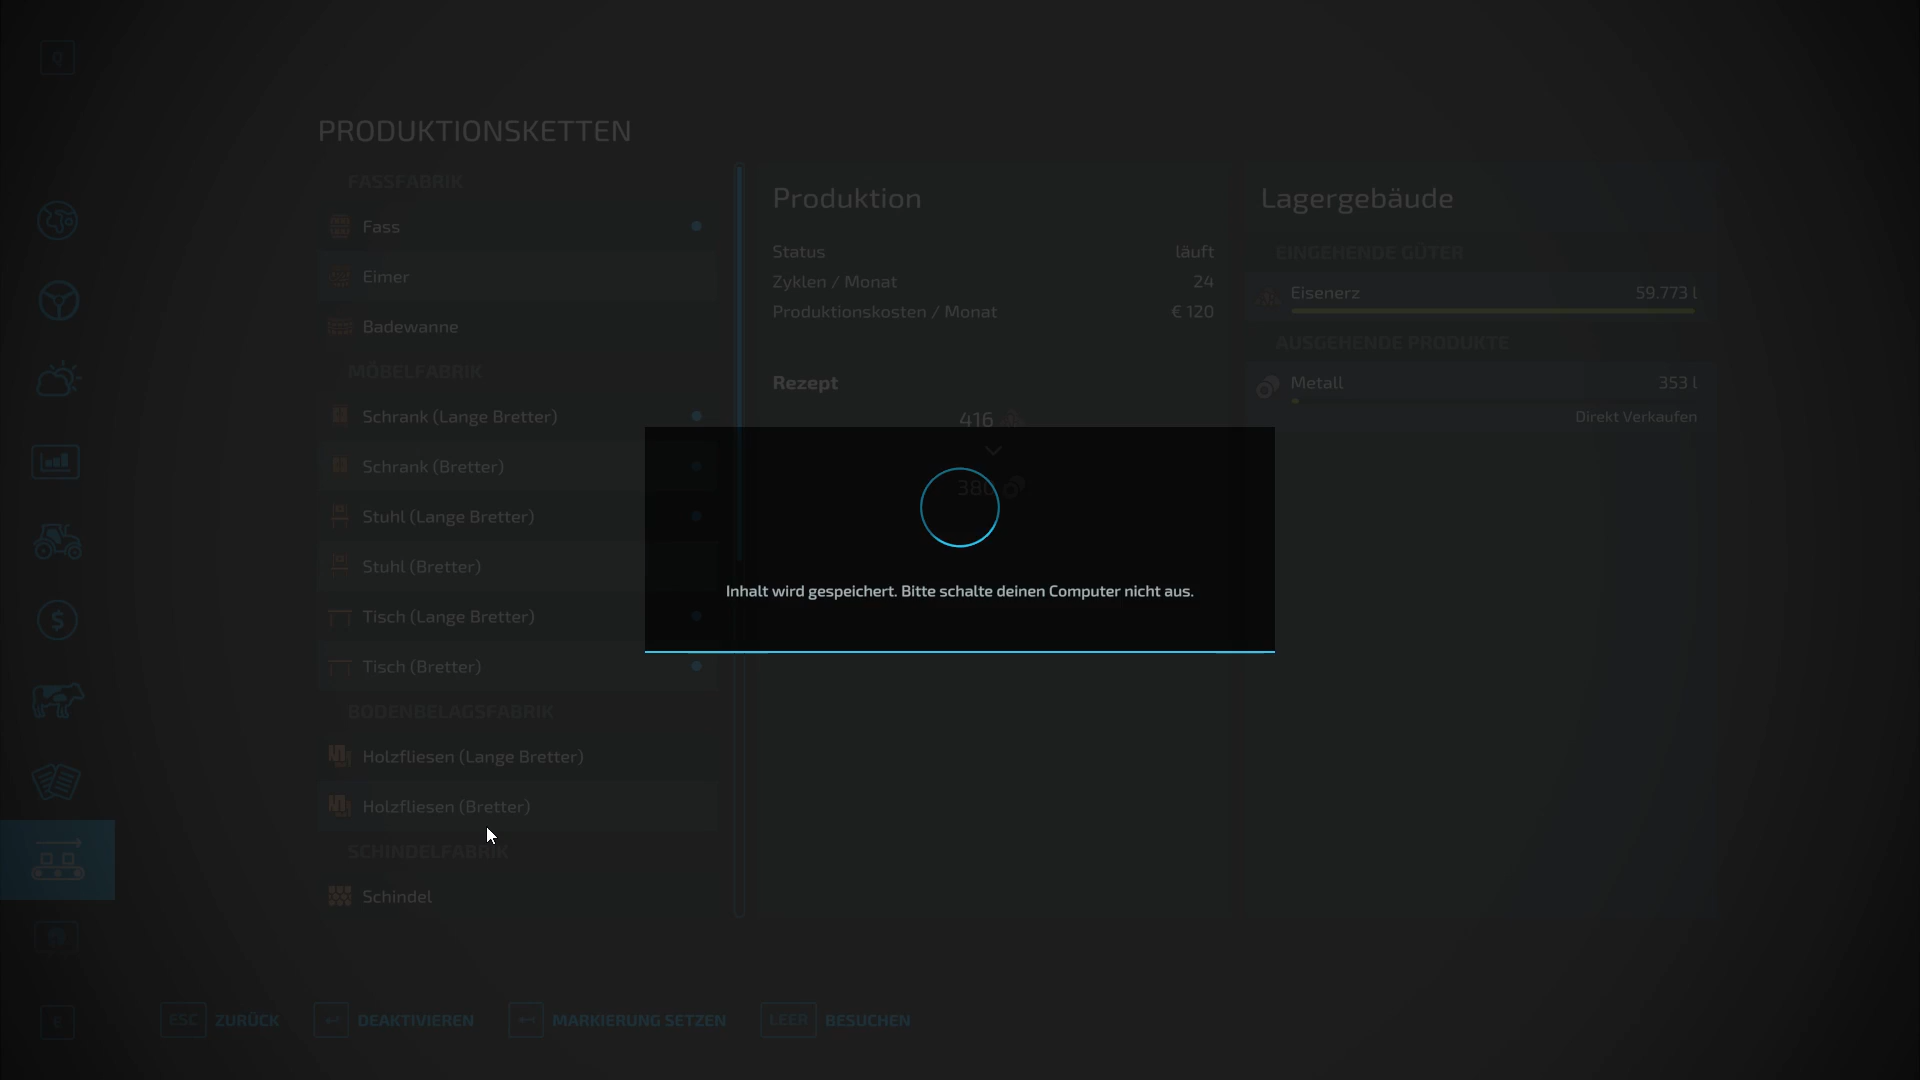 Q
PRODUKTIONSKETTEN
FASSFABRIK
Fass
Eimer
Badewanne
MÖBELFABRIK
Schrank (Lange Bretter)
Schrank (Bretter)
Stuhl (Lange Bretter)
Stuhl (Bretter)
Tisch (Lange Bretter)
Tisch (Bretter)
BODENBELAGSFABRIK
Holzfliesen (Lange Bretter)
Holzfliesen (Bretter)
SCHINDELFABRIK
Schindel
Produktion
Status läuft
Zyklen / Monat 24
Produktionskosten / Monat € 120
Rezept
416
386
Lagergebäude
EINGEHENDE GÜTER
Eisenerz 59.773 l
AUSGEHENDE PRODUKTE
Metall 353 l
Direkt Verkaufen
Inhalt wird gespeichert. Bitte schalte deinen Computer nicht aus.
E
ESC ZURÜCK DEAKTIVIEREN MARKIERUNG SETZEN LEER BESUCHEN